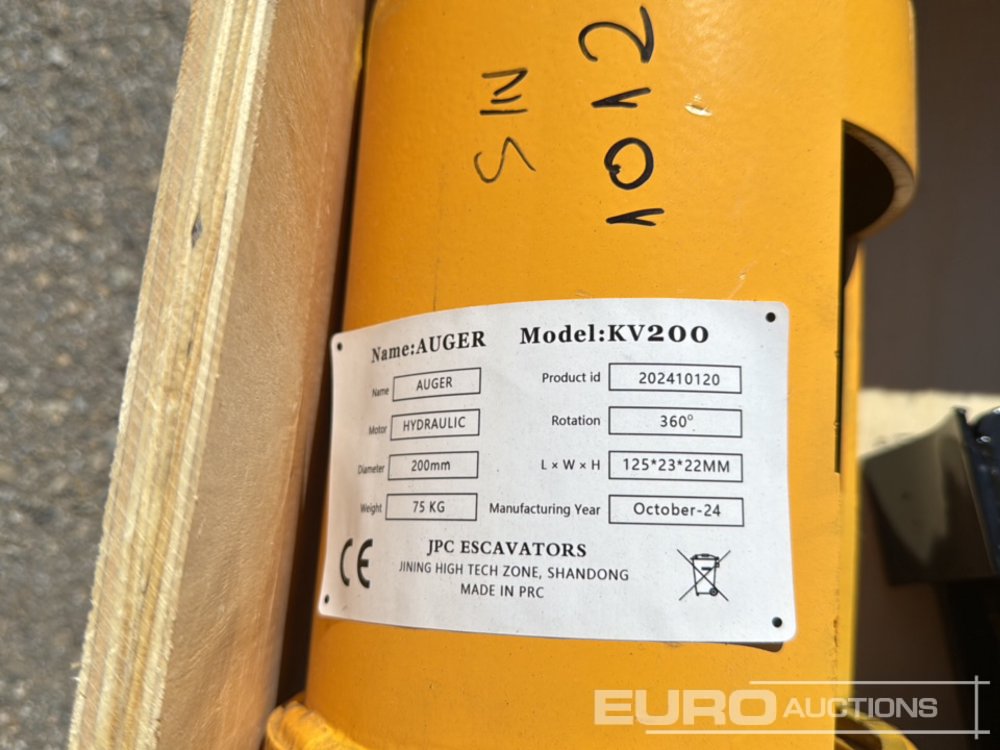 Name:AUGER Model:KV200
Name AUGER Product id 202410120
Motor HYDRAULIC Rotation 360°
Diameter 200mm L × W × H 125*23*22MM
Weight 75 KG Manufacturing Year October-24
CE JPC ESCAVATORS
JINING HIGH TECH ZONE, SHANDONG
MADE IN PRC
EURO AUCTIONS